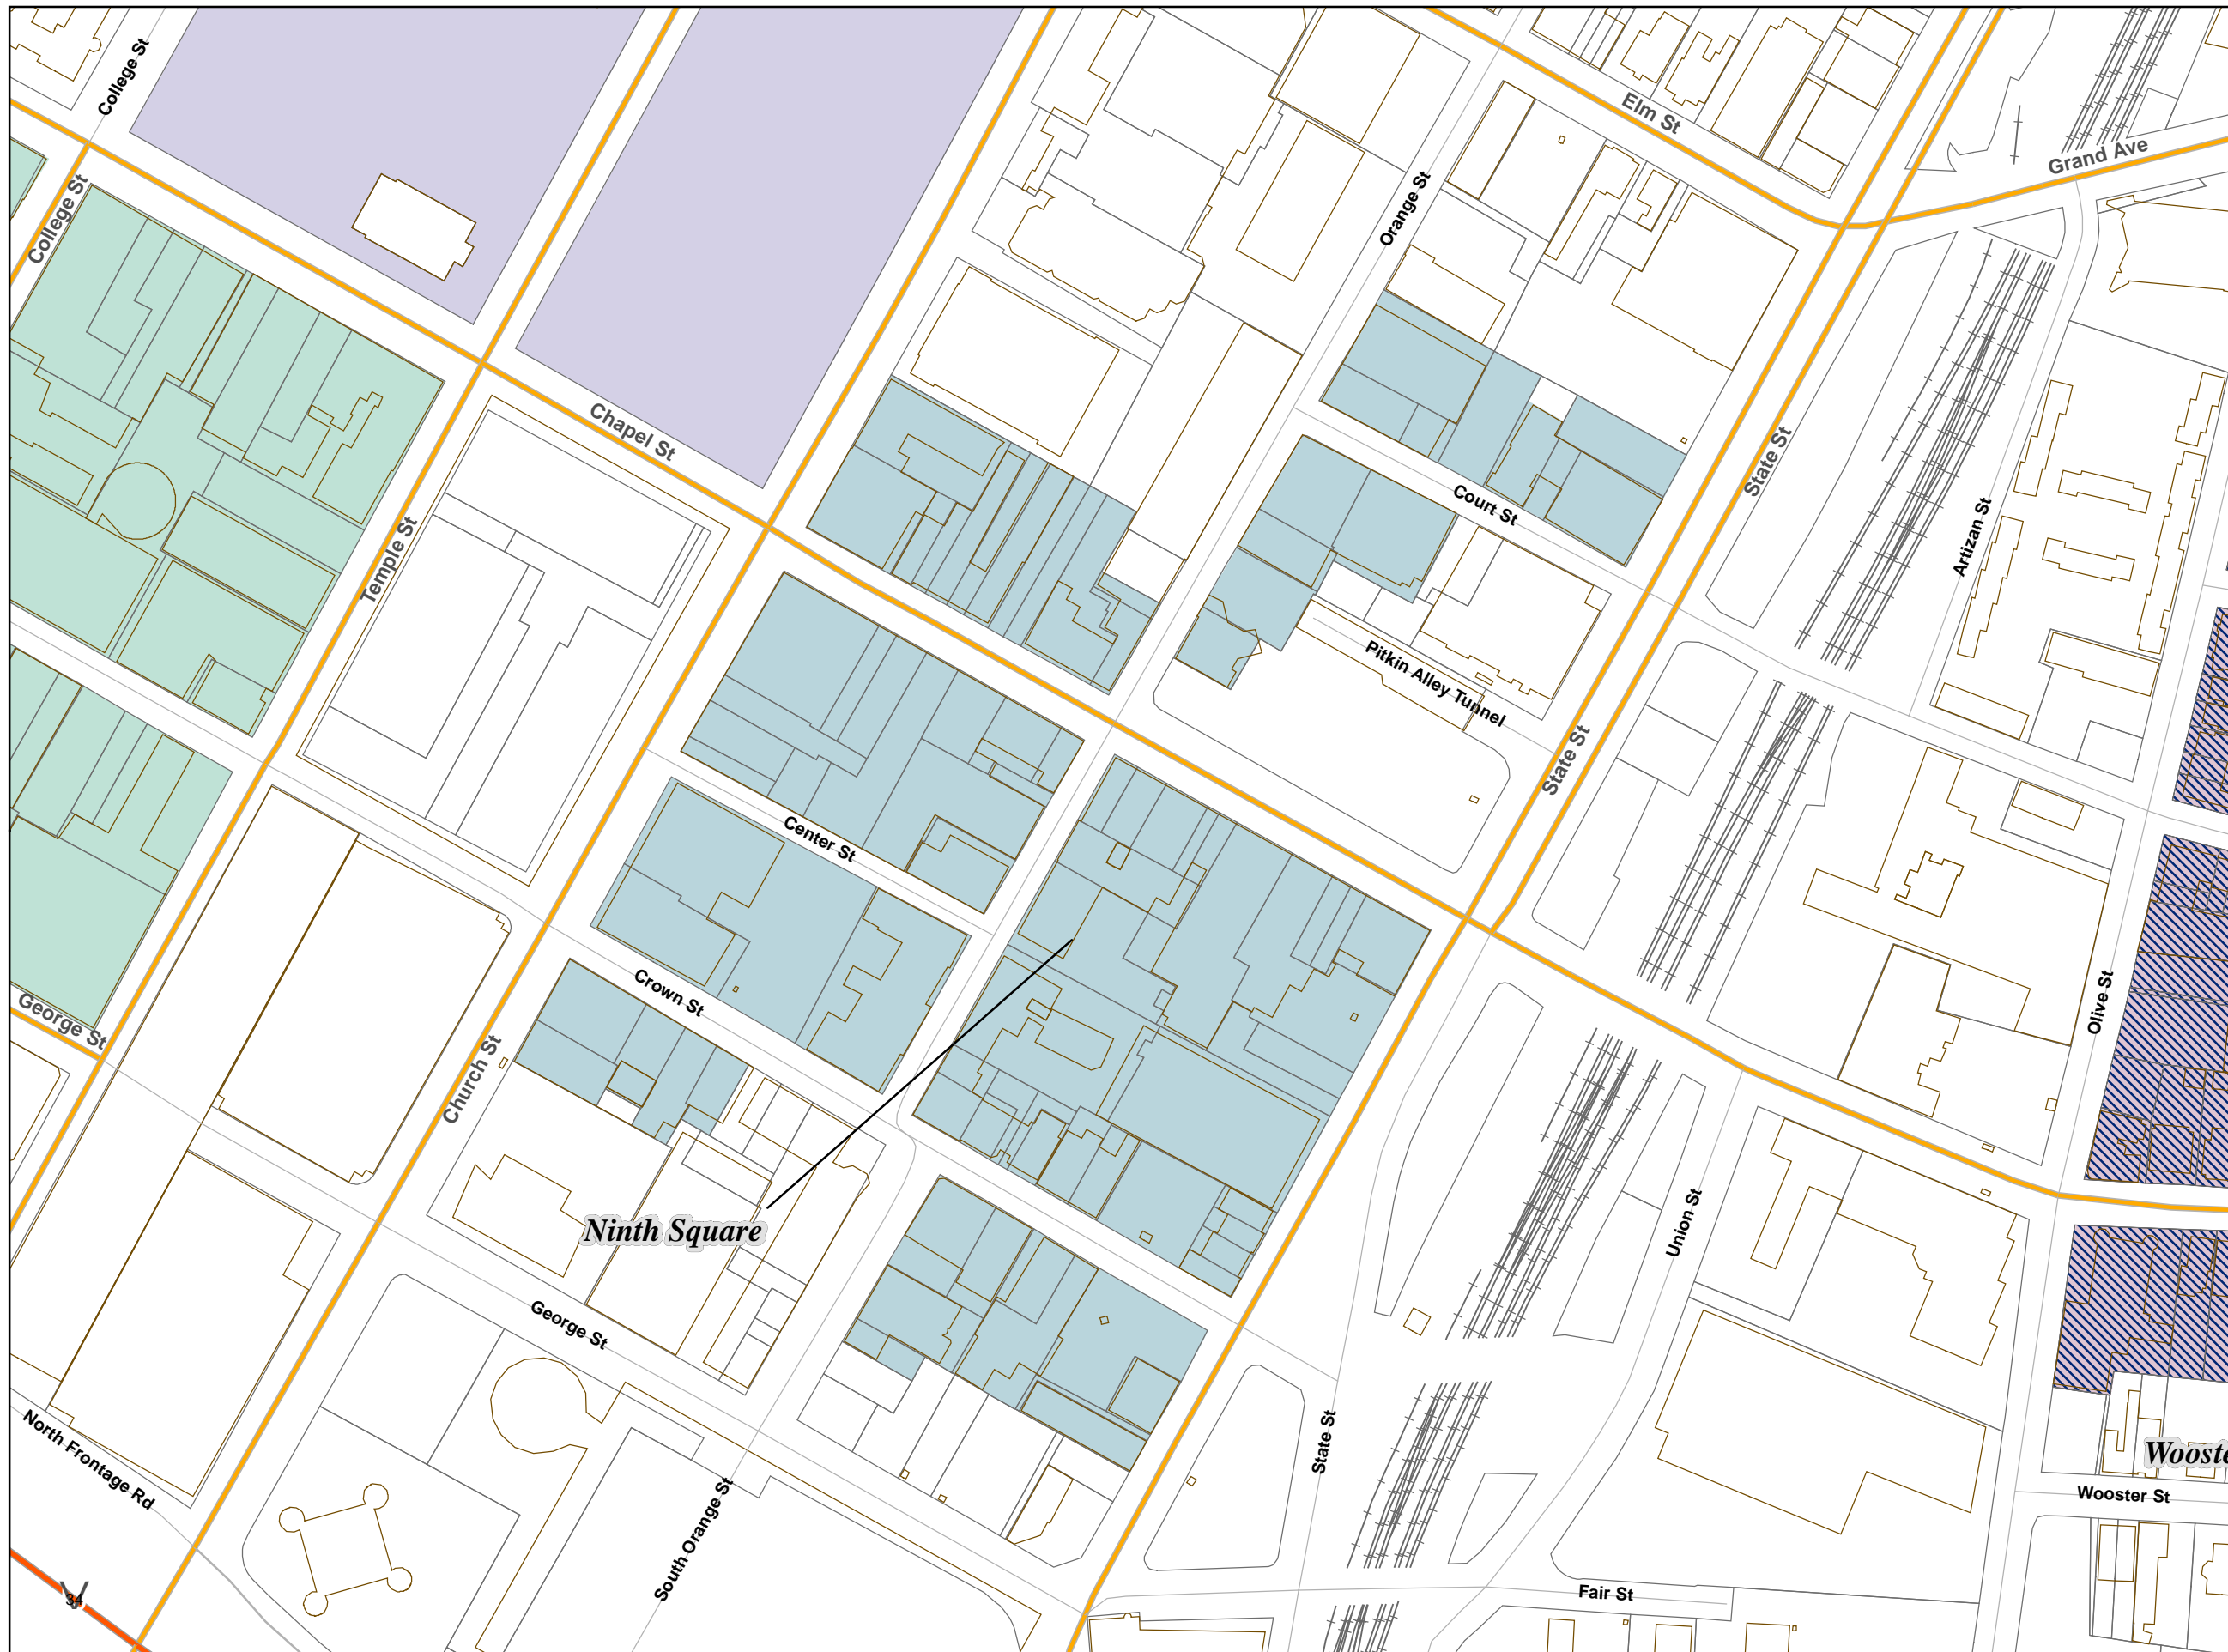 College St
Elm St
Grand Ave
College St
Orange St
Chapel St
State St
Court St
Artizan St
Temple St
Pitkin Alley Tunnel
State St
Center St
Crown St
Olive St
George St
Church St
Union St
Ninth Square
George St
State St
Wooste
North Frontage Rd
Wooster St
South Orange St
Fair St
34